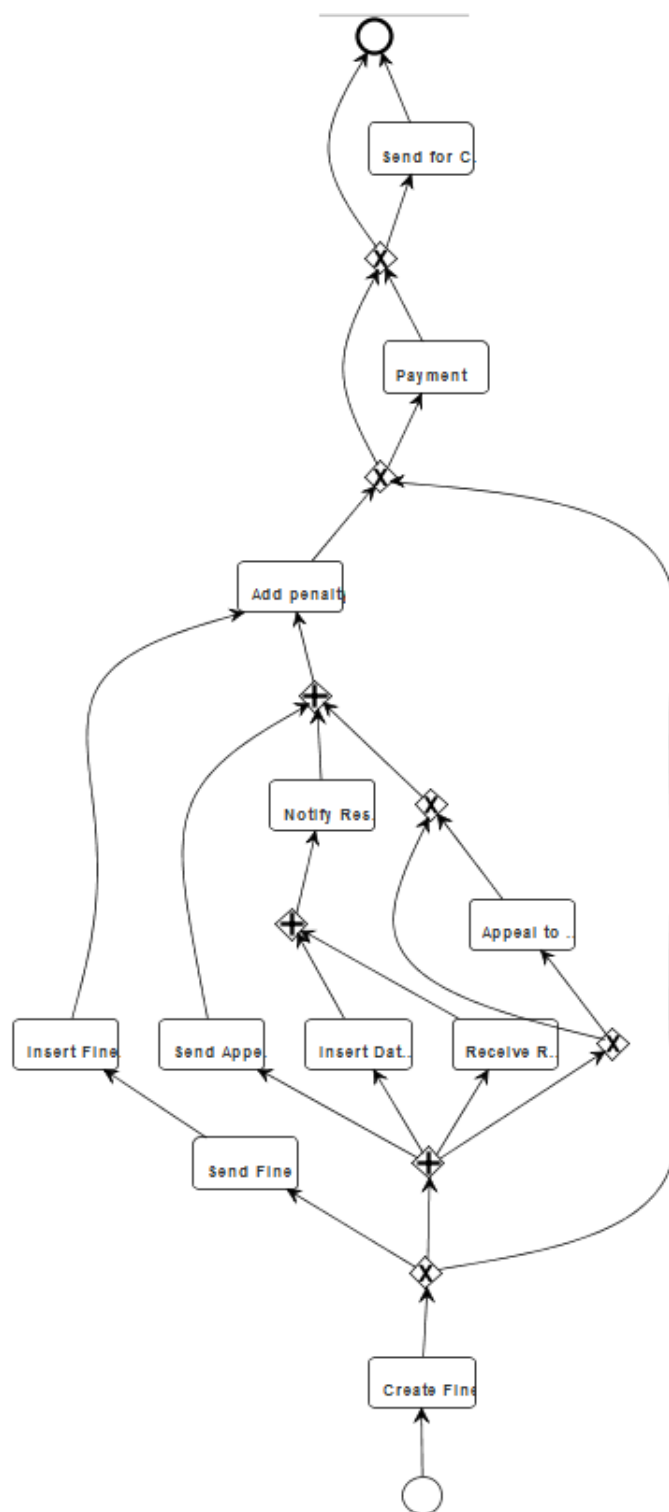 Send for C.
Payment
Add penalty
Notify Res.
Appeal to ..
Insert Fine.
Send Appe.
Insert Dat..
Receive R..
Send Fine
Create Fine